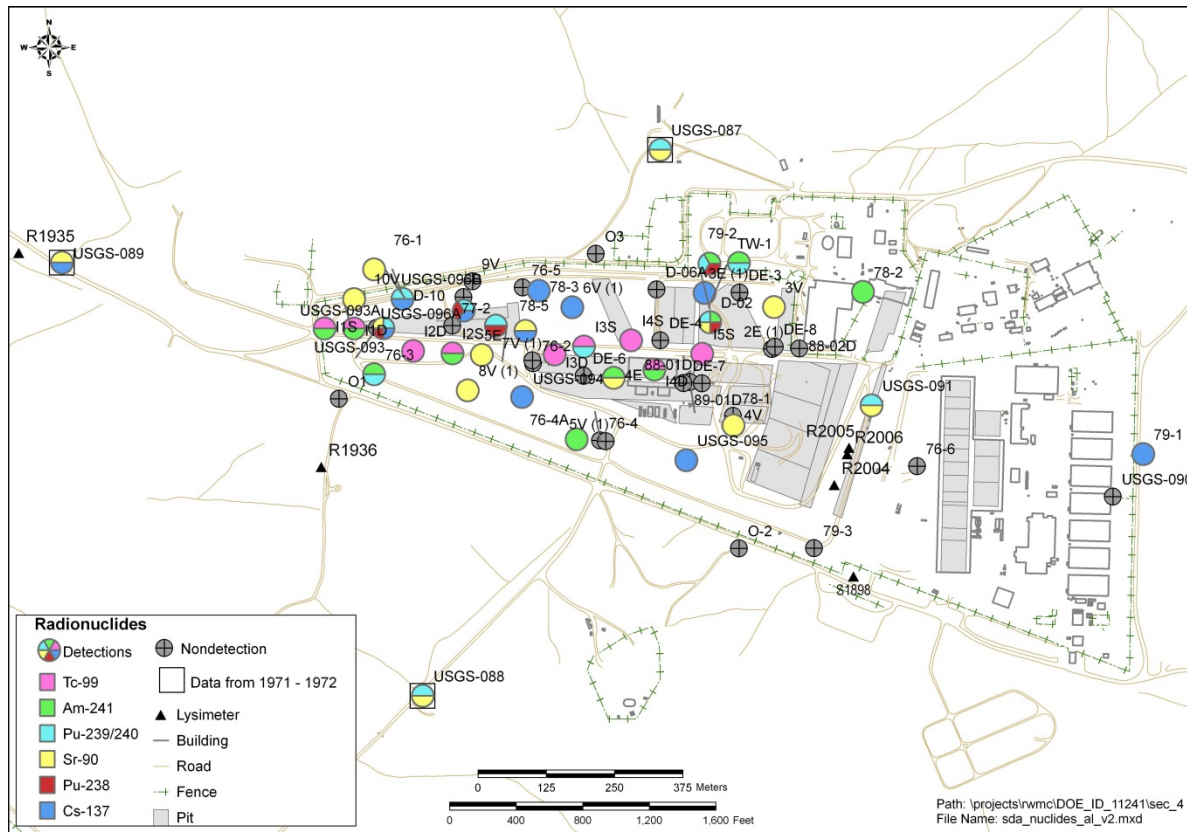 N
W E
S
USGS-087
R1935
USGS-089
76-1
O3
79-2
TW-1
9V
10V
USGS-096B
76-5
D-06A
3E (1)
DE-3
78-2
D-10
78-3
6V (1)
D-02
3V
USGS-093A
USGS-096A
77-2
78-5
I1S
I1D
I2D
I2S
5E
I3S
I4S
DE-4
I5S
2E (1)
DE-8
USGS-093
76-3
7V (1)
76-2
88-02D
8V (1)
I3D
DE-6
88-01D
DE-7
O1
USGS-094
4E
I4D
USGS-091
89-01D
78-1
76-4A
5V (1)
76-4
4V
USGS-095
R2005
R2006
79-1
R1936
R2004
76-6
USGS-090
O-2
79-3
S1898
USGS-088
Radionuclides
Detections
Nondetection
Tc-99
Data from 1971 - 1972
Am-241
Lysimeter
Pu-239/240
Building
Sr-90
Road
Pu-238
Fence
Cs-137
Pit
0 125 250 375 Meters
0 400 800 1,200 1,600 Feet
Path: \projects\rwmc\DOE_ID_11241\sec_4
File Name: sda_nuclides_al_v2.mxd